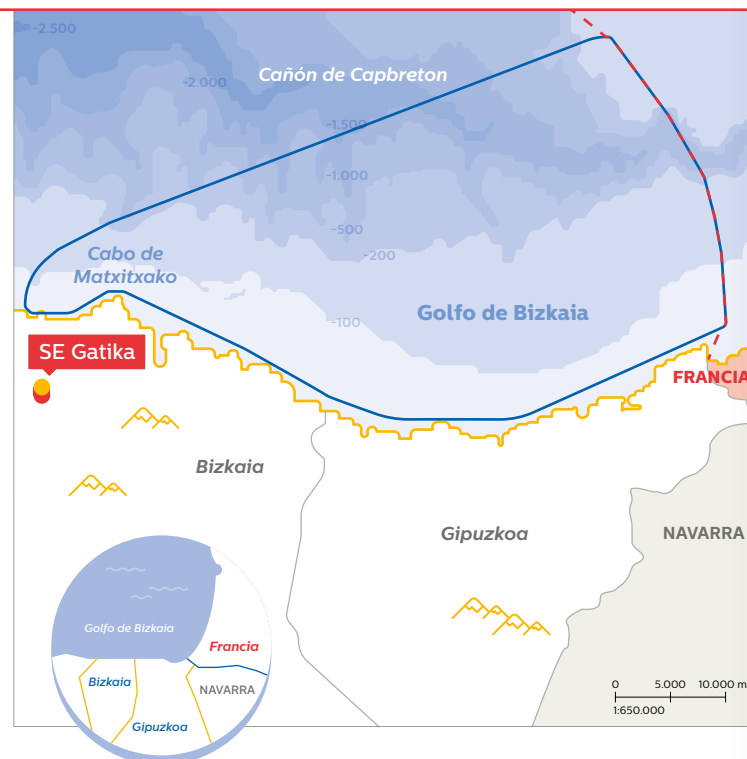 -2.500
-2.000
Cañón de Capbreton
-1.500
-1.000
-500
-200
Cabo de
Matxitxako
-100
Golfo de Bizkaia
SE Gatika
FRANCIA
Bizkaia
Gipuzkoa
NAVARRA
Golfo de Bizkaia
Francia
Bizkaia
NAVARRA
Gipuzkoa
0 5.000 10.000 m
1:650.000